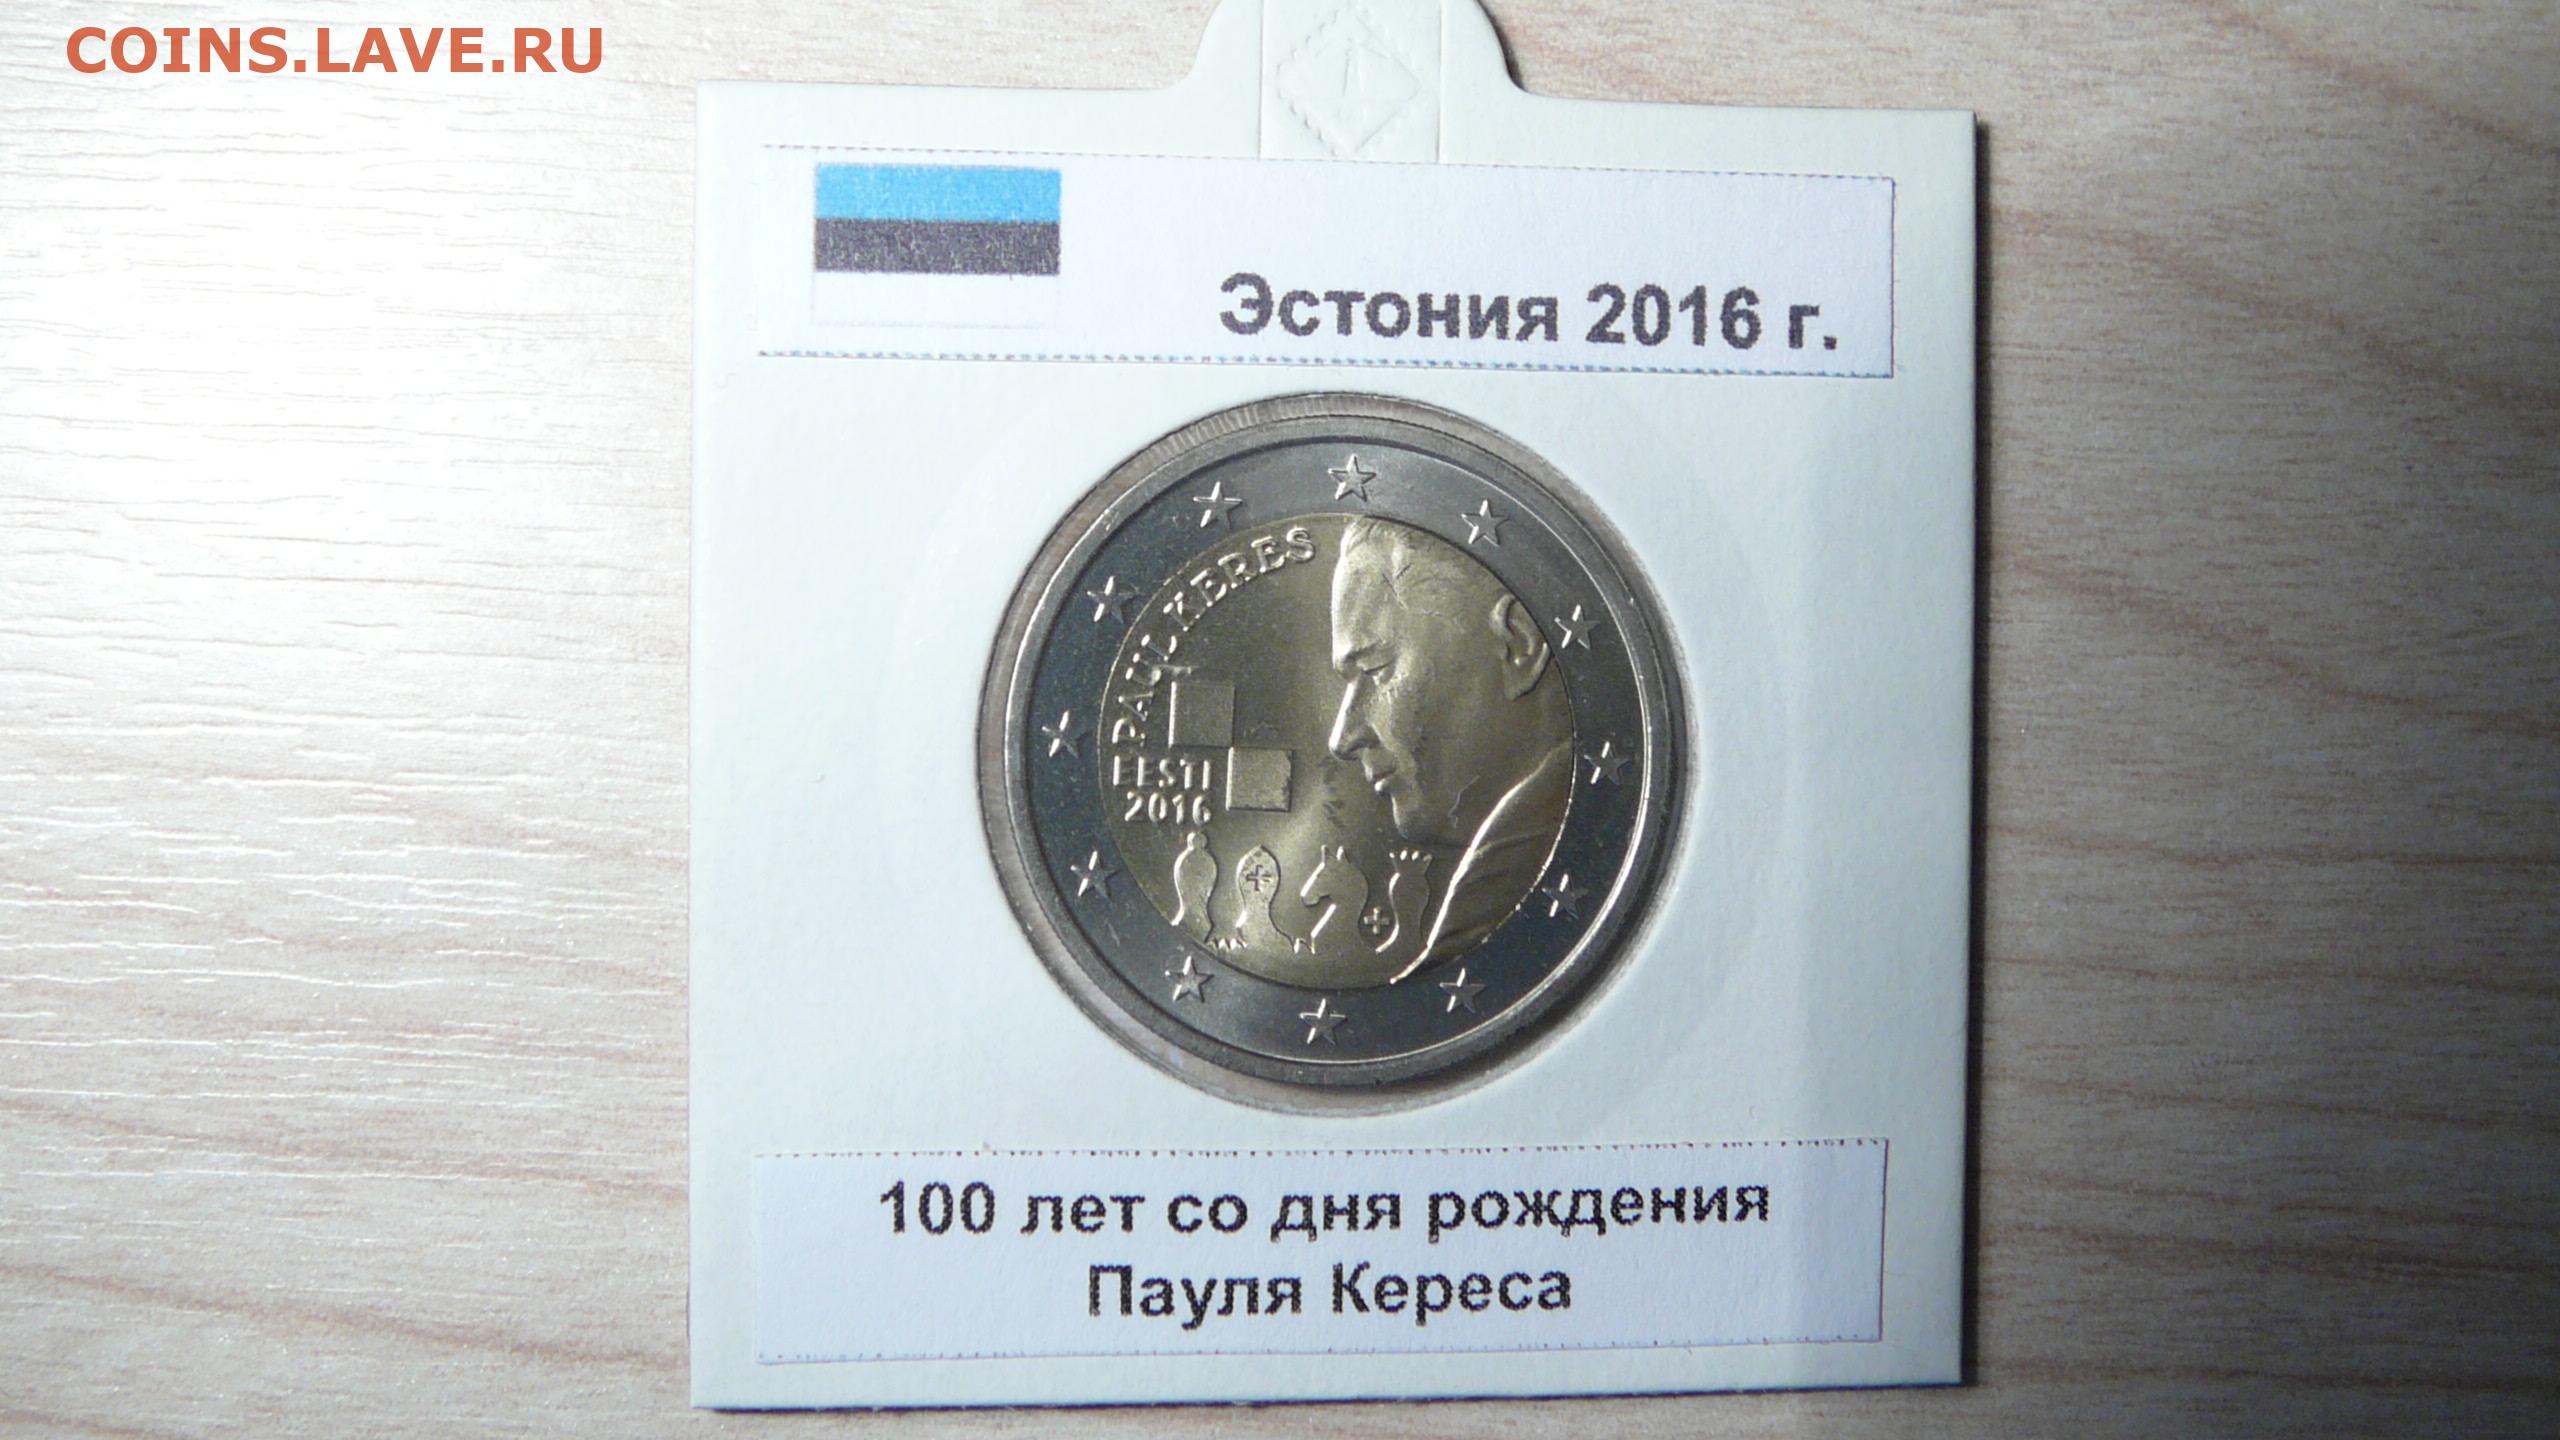 COINS.LAVE.RU
Эстония 2016 г.
PAUL KERES
EESTI
2016
100 лет со дня рождения
Пауля Кереса